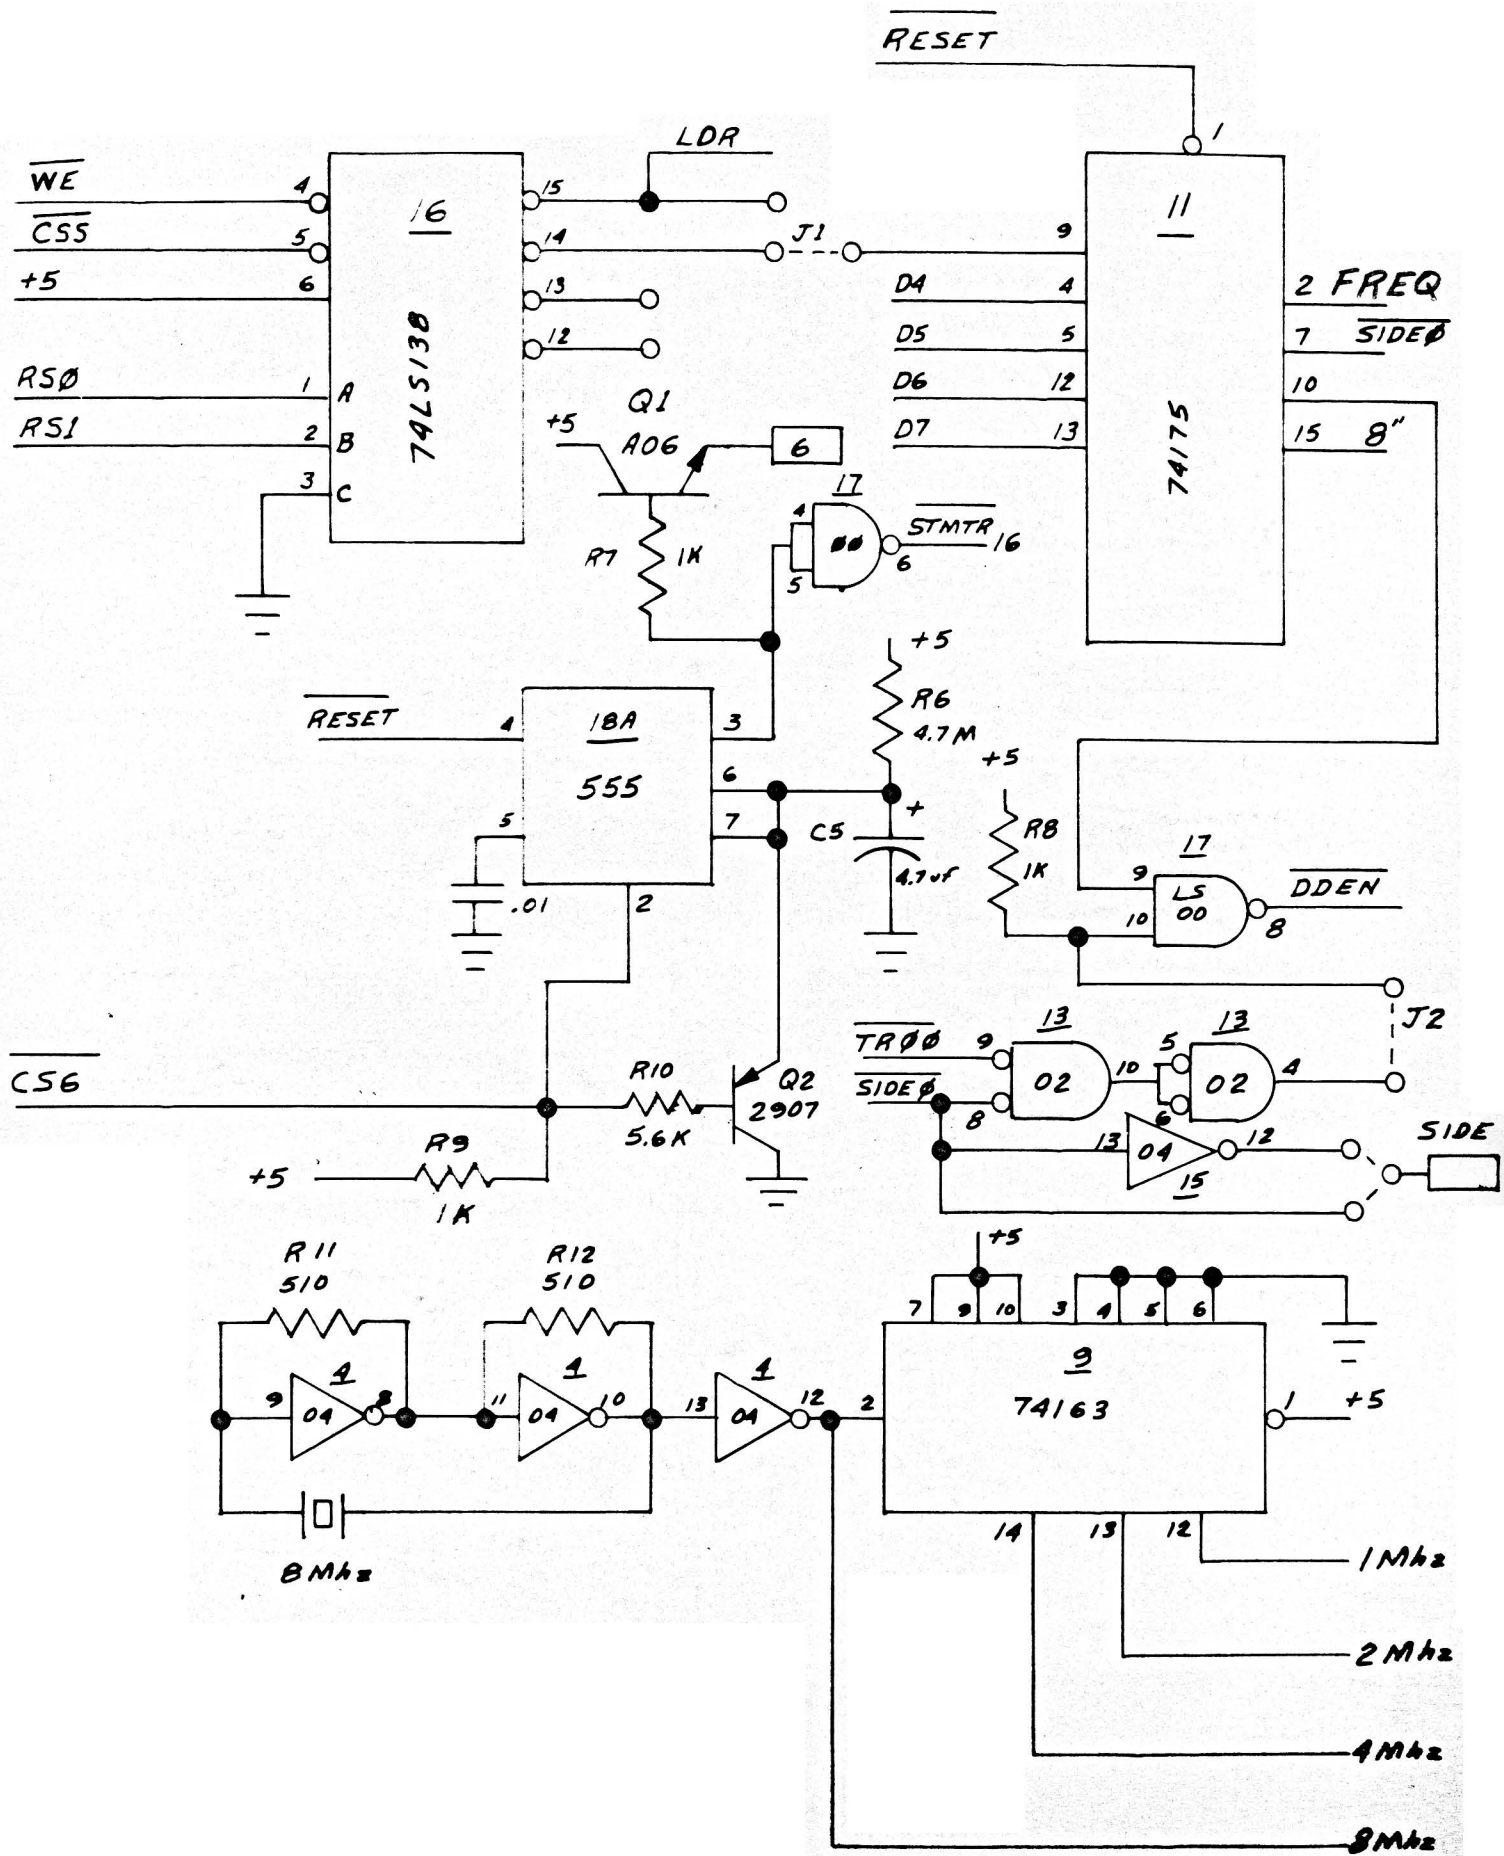 RESET
1
LDR
WE 4 16 15
CS5 5 14 J1 9 11
+5 6 13 D4 4 2 FREQ
12 D5 5 7 SIDEØ
RSØ 1 A D6 12 10
RS1 2 B D7 13 15 8"
3 C
74LS138
74175
Q1
+5 A06 6
17
4 ØØ STMTR 16
5 6
R7 1K
+5
R6
4.7M
RESET 4 18A 3
555 6
5 7
.01 2
+
C5
4.7uf
+5
R8
1K
17
9 LS 00 DDEN
10 8
J2
TRØØ 9 13 10 5 13 4
02 02
SIDEØ 8 6
13 04 12
15
SIDE
CS6
R10
5.6K
Q2
2907
R9
+5
1K
R11
510
R12
510
+5
7 9 10 3 4 5 6
4 4 4 9
9 04 8 11 04 10 13 04 12 2 74163 1 +5
8Mhz
14 13 12
1Mhz
2Mhz
4Mhz
8Mhz